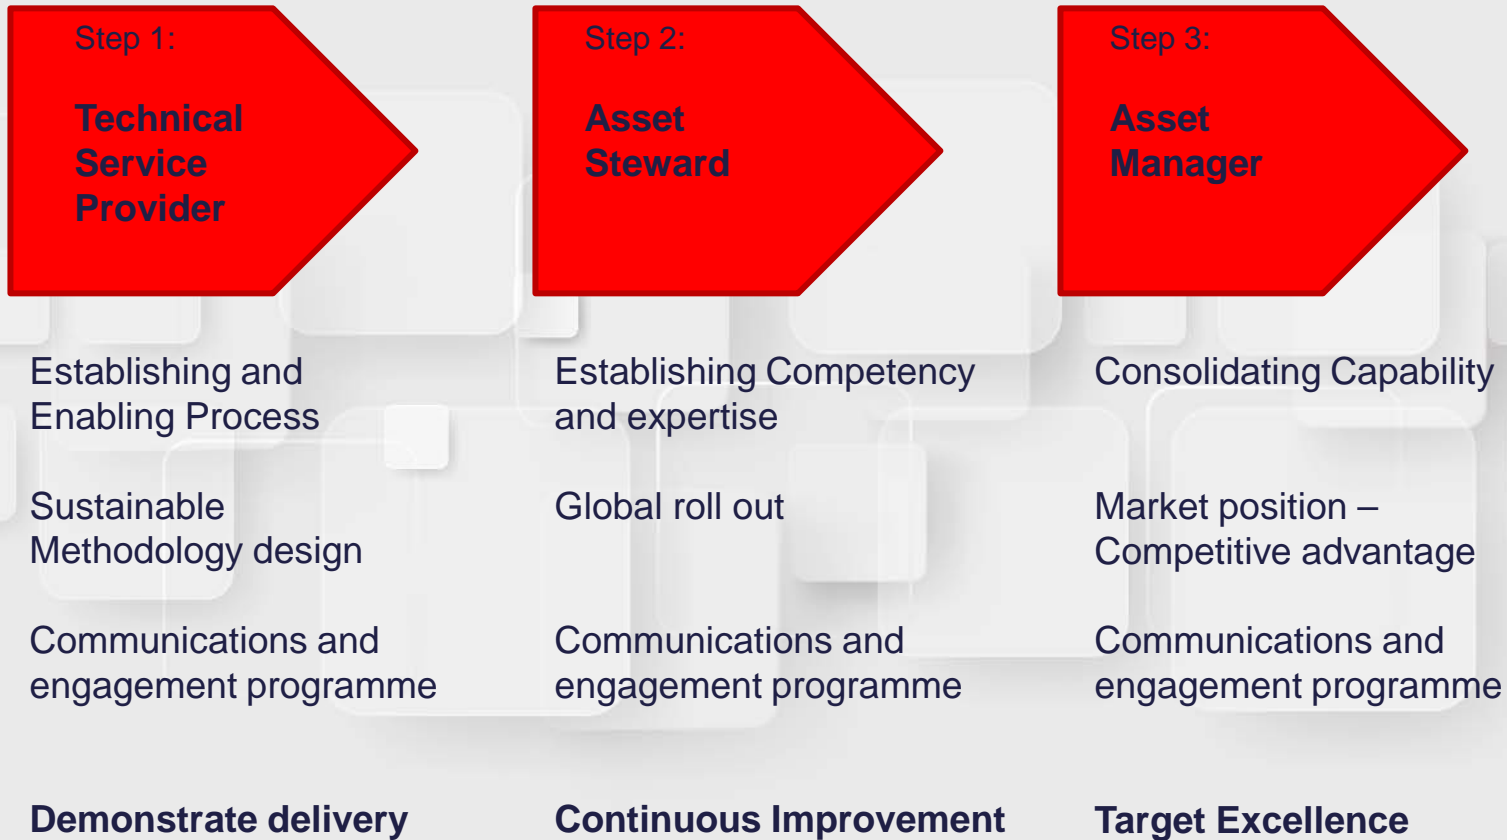 Step 1:
Technical
Service
Provider
Establishing and
Enabling Process
Sustainable
Methodology design
Communications and
engagement programme
Demonstrate delivery
Step 2:
Asset
Steward
Establishing Competency
and expertise
Global roll out
Communications and
engagement programme
Continuous Improvement
Step 3:
Asset
Manager
Consolidating Capability
Market position –
Competitive advantage
Communications and
engagement programme
Target Excellence